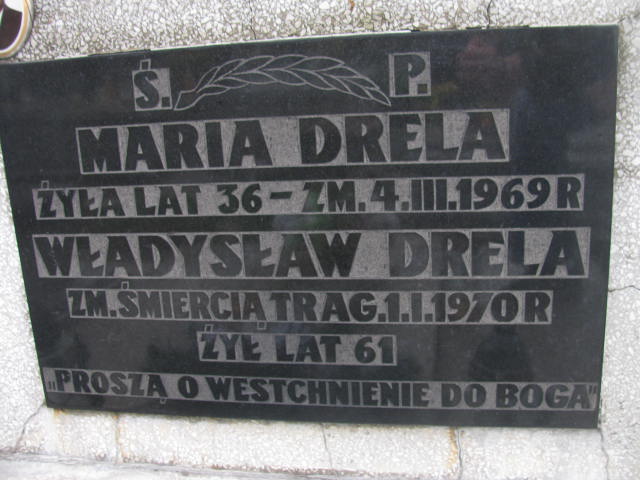 Ś. P.
MARIA DRELA
ŻYŁA LAT 36 – ZM. 4. III. 1969 R
WŁADYSŁAW DRELA
ZM. ŚMIERCIĄ TRAG. 1. I. 1970 R
ŻYŁ LAT 61
„PROSZĄ O WESTCHNIENIE DO BOGA"